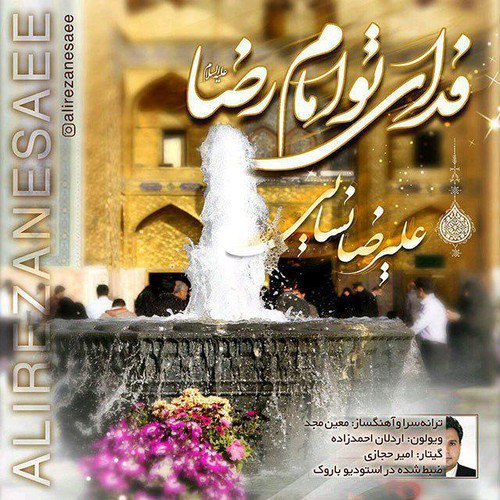 فدای تو امام رضا
علیه السلام
علیرضا نسایی
ALIREZANESAEE
@alirezanesaee
ترانه‌سرا و آهنگساز: معین مجد
ویولون: اردلان احمدزاده
گیتار: امیر حجازی
ضبط شده در استودیو باروک